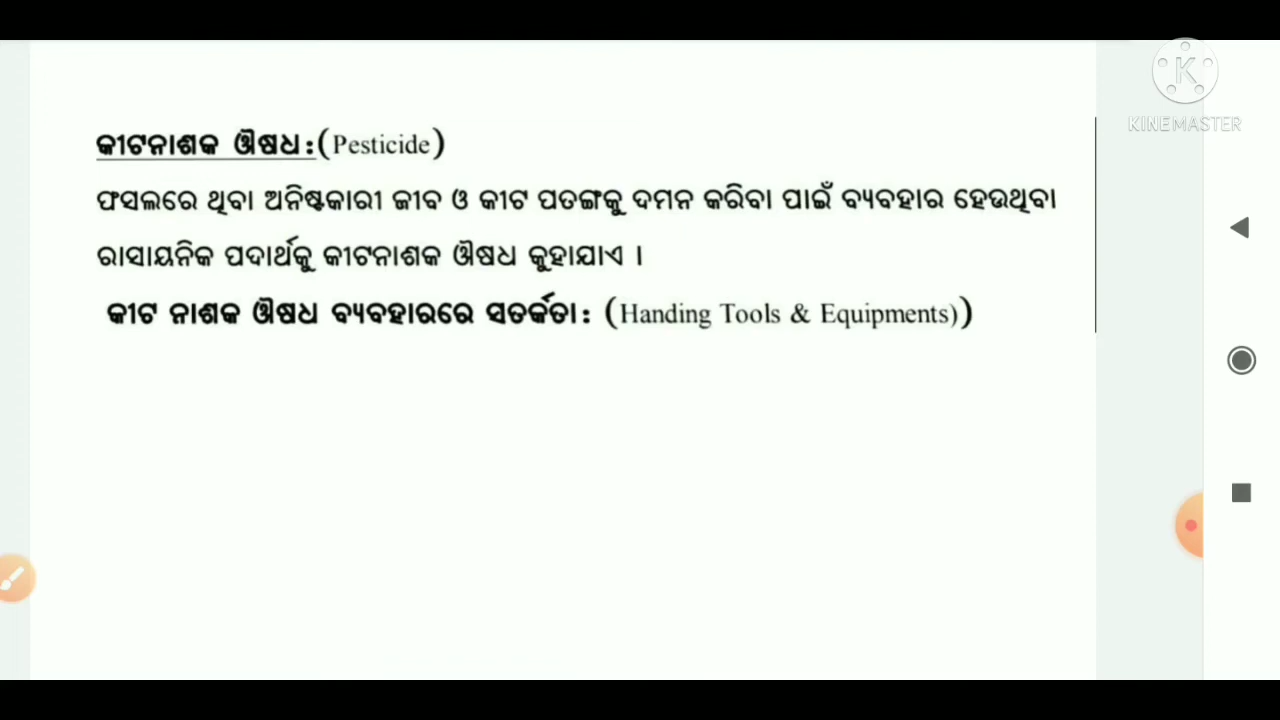 କୀଟନାଶକ ଔଷଧ:(Pesticide)
ଫସଲରେ ଥିବା ଅନିଷ୍ଟକାରୀ ଜୀବ ଓ କୀଟ ପତଙ୍ଗକୁ ଦମନ କରିବା ପାଇଁ ବ୍ୟବହାର ହେଉଥିବା
ରାସାୟନିକ ପଦାର୍ଥକୁ କୀଟନାଶକ ଔଷଧ କୁହାଯାଏ ।
କୀଟ ନାଶକ ଔଷଧ ବ୍ୟବହାରରେ ସତର୍କତା: (Handing Tools & Equipments))
K
KINEMASTER